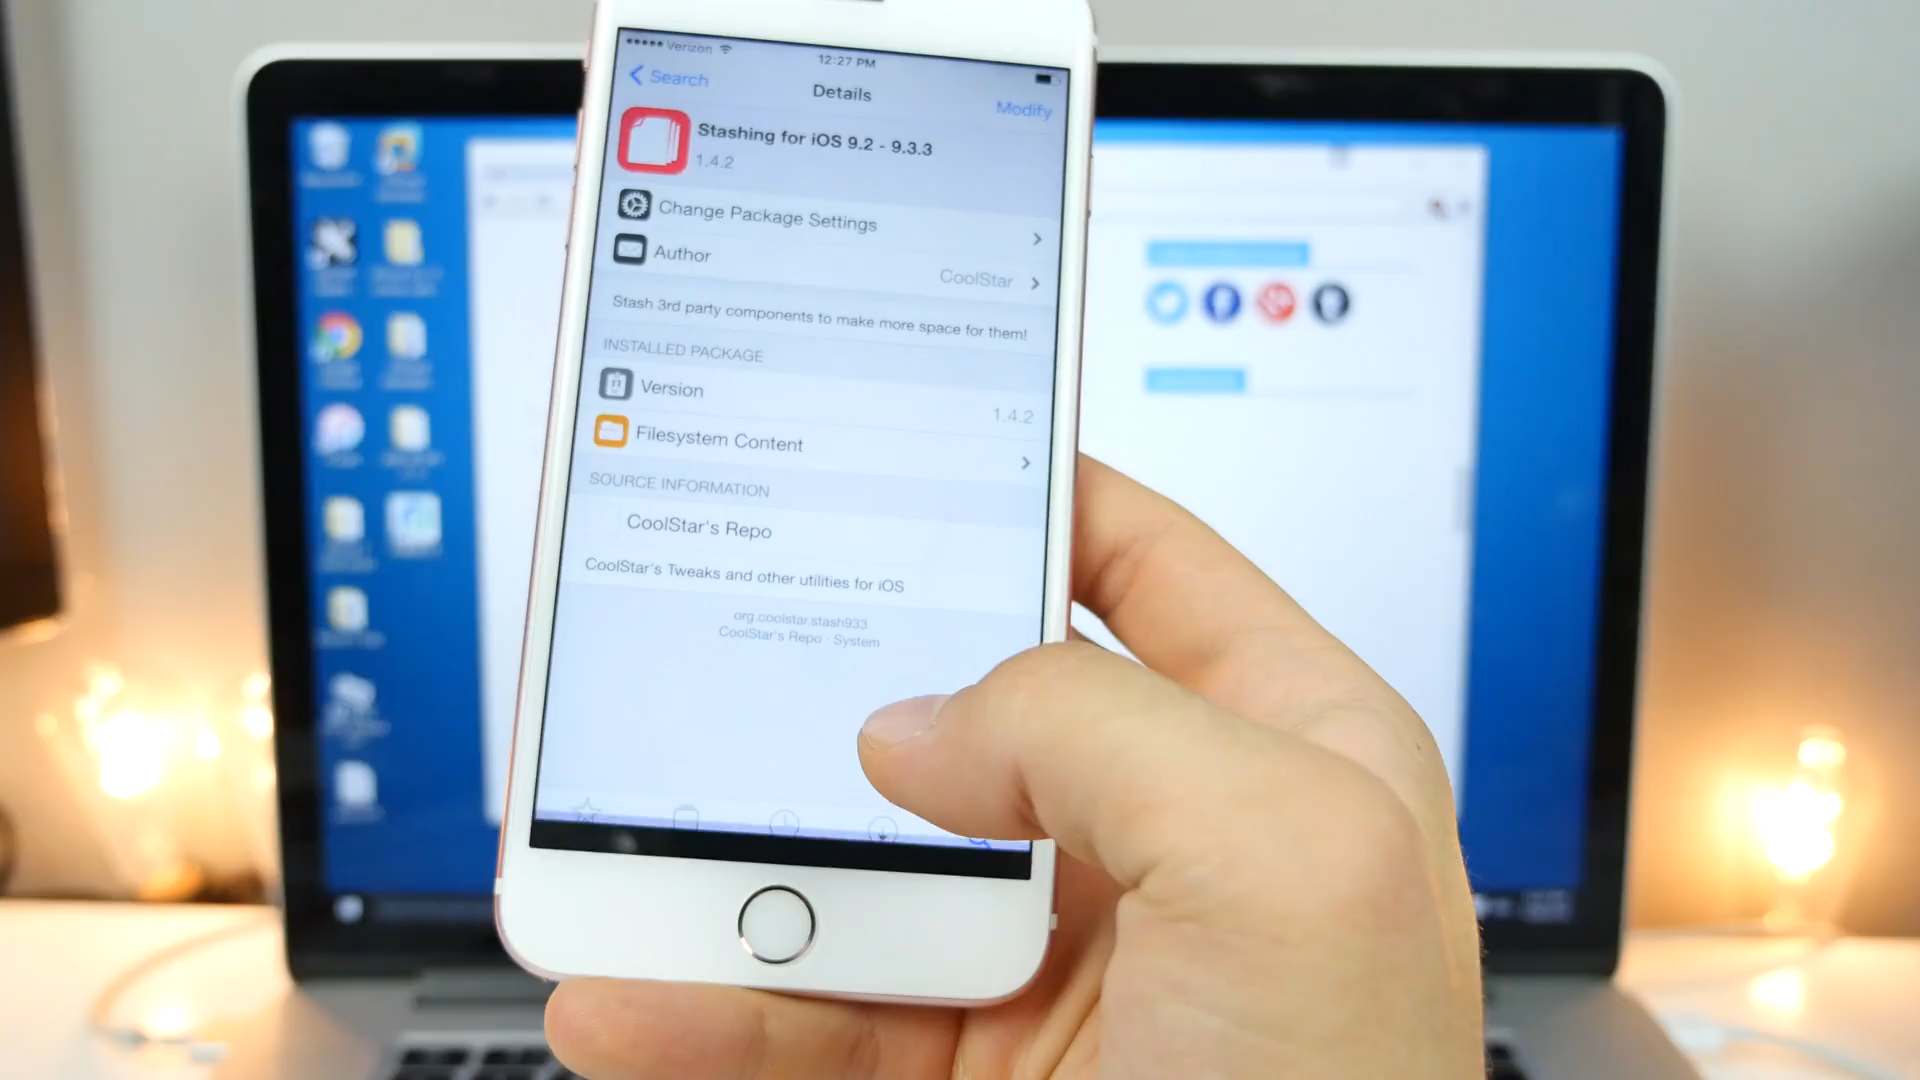 Verizon
12:27 PM
Search
Details
Modify
Stashing for iOS 9.2 - 9.3.3
1.4.2
Change Package Settings
Author
CoolStar
Stash 3rd party components to make more space for them!
INSTALLED PACKAGE
Version
1.4.2
Filesystem Content
SOURCE INFORMATION
CoolStar's Repo
CoolStar's Tweaks and other utilities for iOS
org.coolstar.stash933
CoolStar's Repo · System